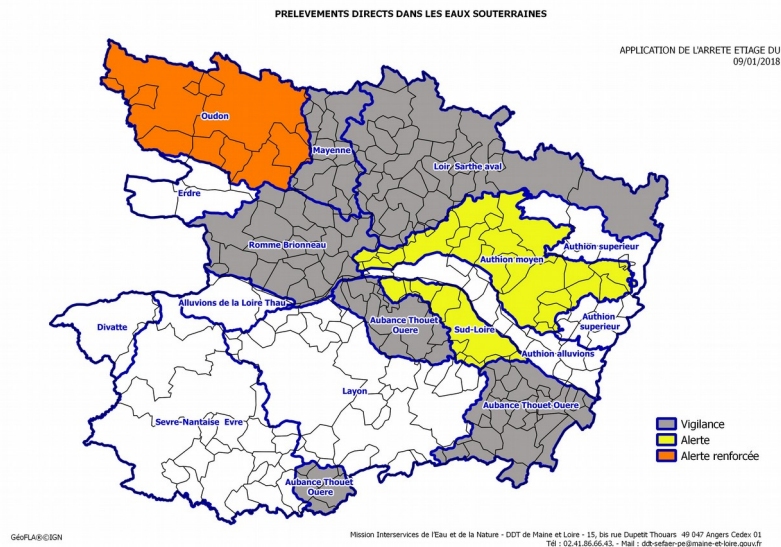 PRELEVEMENTS DIRECTS DANS LES EAUX SOUTERRAINES
APPLICATION DE L'ARRETE ETIAGE DU
09/01/2018
Oudon
Mayenne
Loir Sarthe aval
Erdre
Romme Brionneau
Authion superieur
Authion moyen
Alluvions de la Loire Thau
Divatte
Aubance Thouet
Ouere
Sud-Loire
Authion
superieur
Authion alluvions
Layon
Aubance Thouet Ouere
Sevre-Nantaise Evre
Aubance Thouet
Ouere
Vigilance
Alerte
Alerte renforcée
GéoFLA®©IGN
Mission Interservices de l'Eau et de la Nature - DDT de Maine et Loire - 15, bis rue Dupetit Thouars 49 047 Angers Cedex 01
Tél : 02.41.86.66.43. - Mail : ddt-sefaer-pe@maine-et-loire.gouv.fr